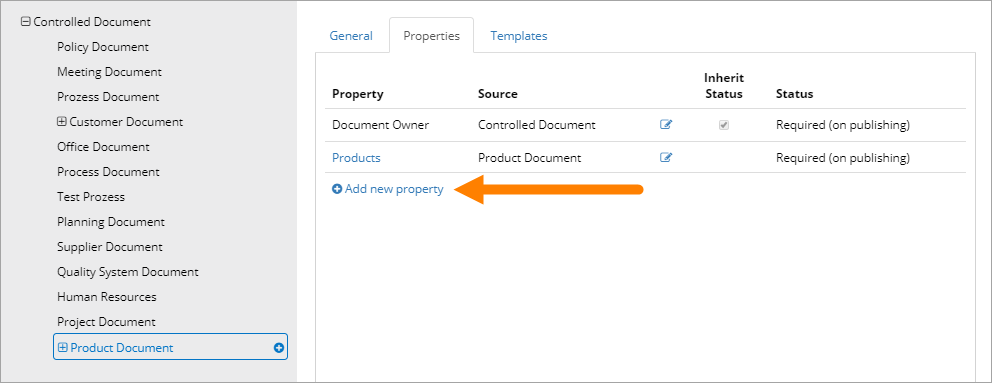 Controlled Document
Policy Document
Meeting Document
Prozess Document
Customer Document
Office Document
Process Document
Test Prozess
Planning Document
Supplier Document
Quality System Document
Human Resources
Project Document
Product Document
General Properties Templates
Property Source Inherit Status Status
Document Owner Controlled Document Required (on publishing)
Products Product Document Required (on publishing)
Add new property